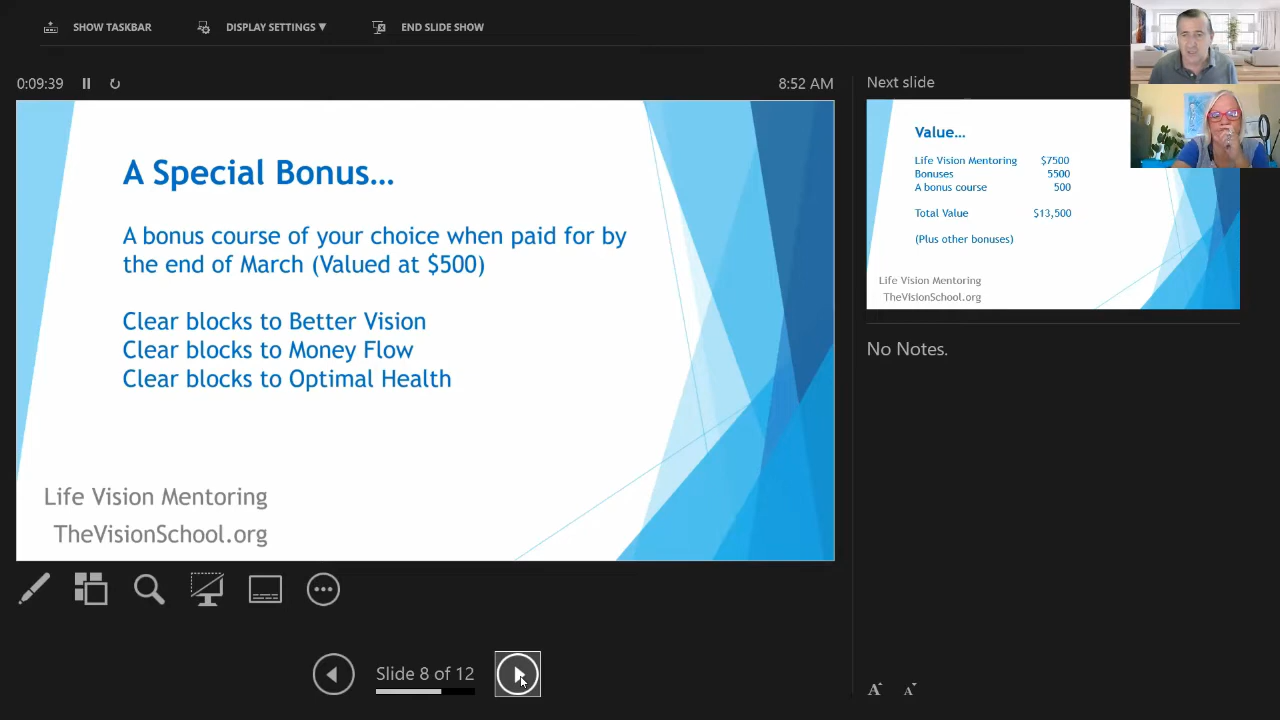 SHOW TASKBAR
DISPLAY SETTINGS ▼
END SLIDE SHOW
0:09:39
8:52 AM
A Special Bonus...
A bonus course of your choice when paid for by
the end of March (Valued at $500)
Clear blocks to Better Vision
Clear blocks to Money Flow
Clear blocks to Optimal Health
Life Vision Mentoring
TheVisionSchool.org
Slide 8 of 12
Next slide
Value...
Life Vision Mentoring $7500
Bonuses 5500
A bonus course 500
Total Value $13,500
(Plus other bonuses)
Life Vision Mentoring
TheVisionSchool.org
No Notes.
A A